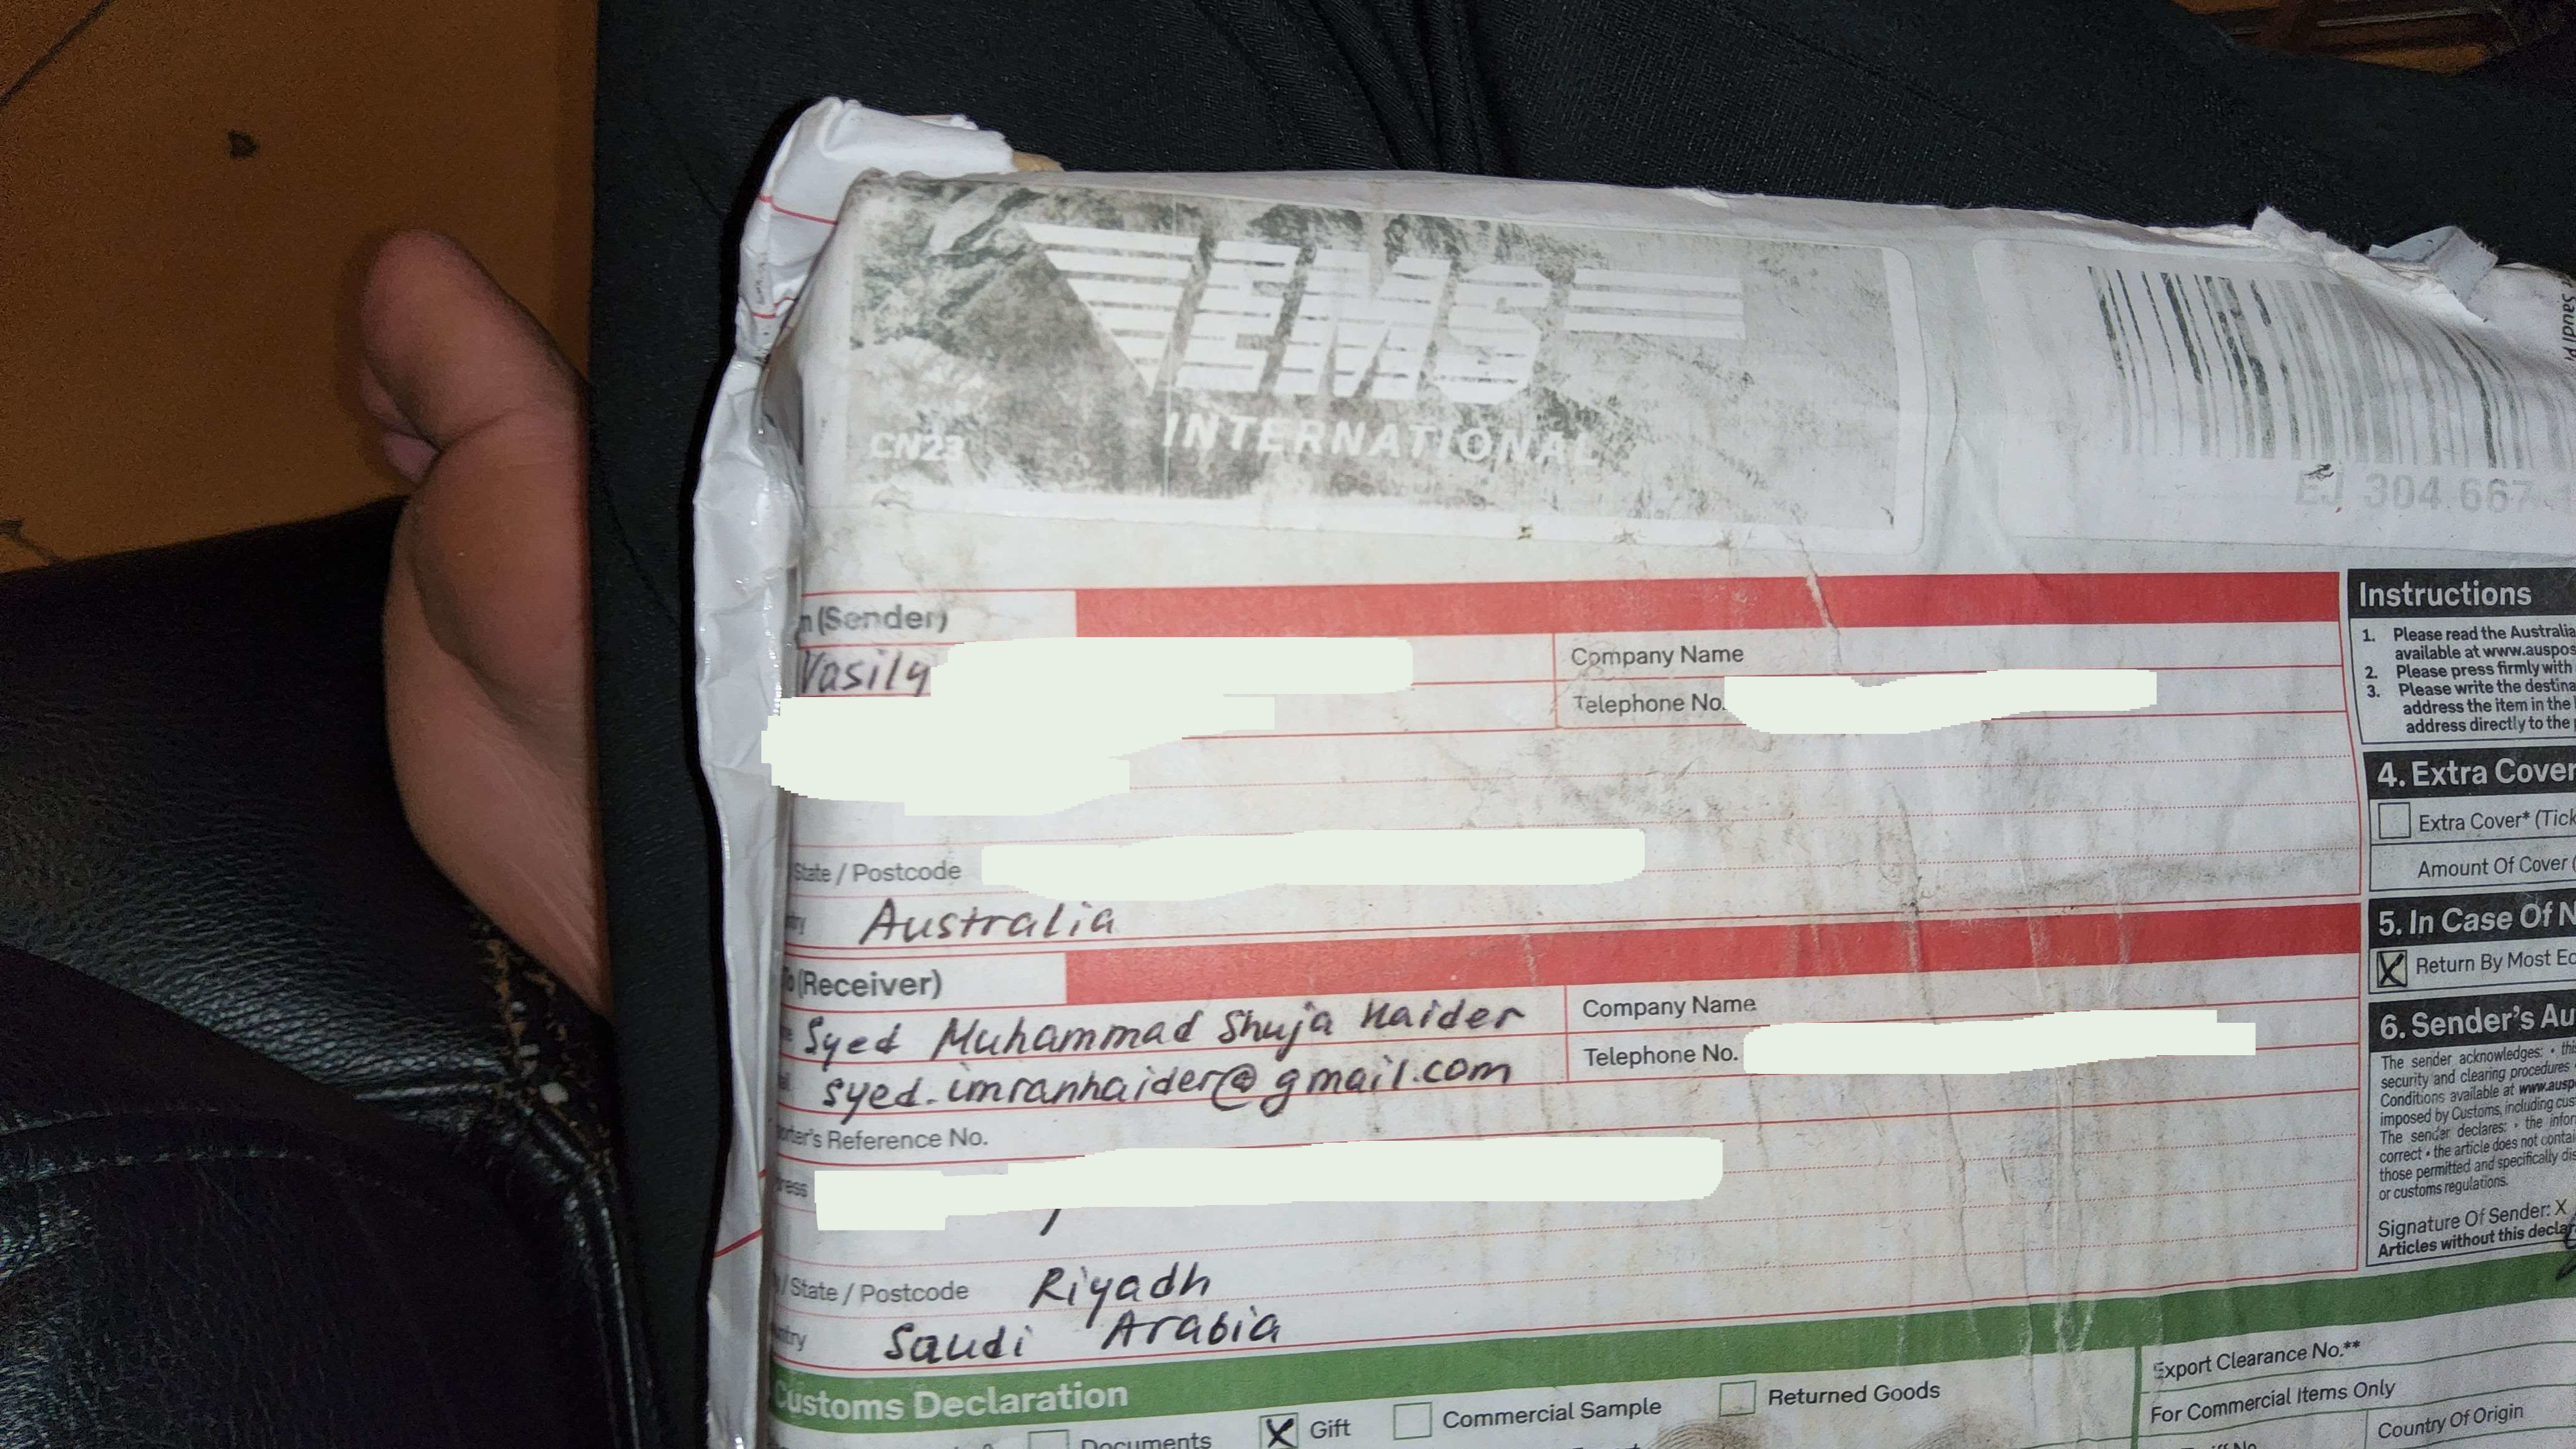 EMS
INTERNATIONAL
CN23
EJ 304 667
(Sender)
Vasily
Company Name
Telephone No.
State / Postcode
Australia
(Receiver)
Syed Muhammad Shuja Haider
Company Name
syed.imranhaider@gmail.com
Telephone No.
Reference No.
/ State / Postcode Riyadh
Saudi Arabia
Customs Declaration
Documents
Gift
Commercial Sample
Returned Goods
Export Clearance No.**
For Commercial Items Only
Country Of Origin
Instructions
1. Please read the Australia
available at www.auspos
2. Please press firmly with
3. Please write the destina
address the item in the
address directly to the
4. Extra Cover
Extra Cover* (Tick
Amount Of Cover (
5. In Case Of N
Return By Most Ec
6. Sender's Au
The sender acknowledges: • this
security and clearing procedures
Conditions available at www.ausp
imposed by Customs, including cus
The sender declares: • the infor
correct • the article does not contai
those permitted and specifically dis
or customs regulations.
Signature Of Sender: X
Articles without this decla